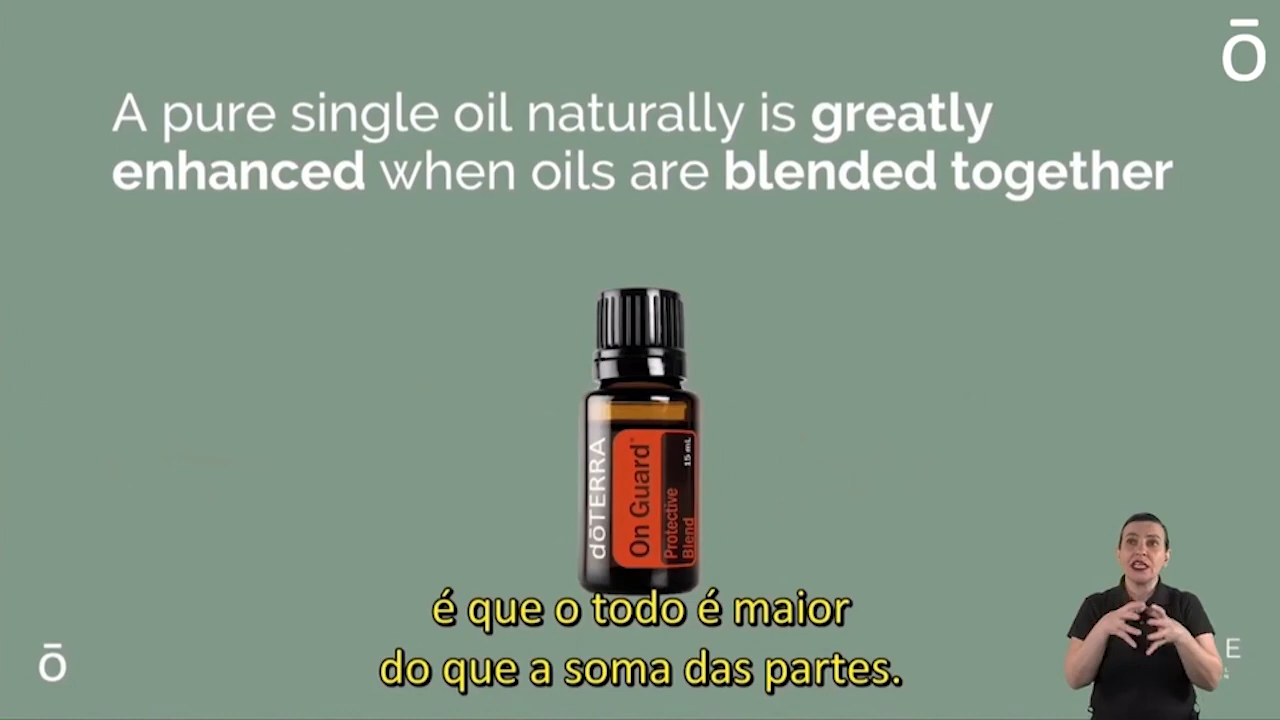 ō
A pure single oil naturally is greatly
enhanced when oils are blended together
dōTERRA
On Guard®
Protective
Blend
15 mL
é que o todo é maior
do que a soma das partes.
ō
E